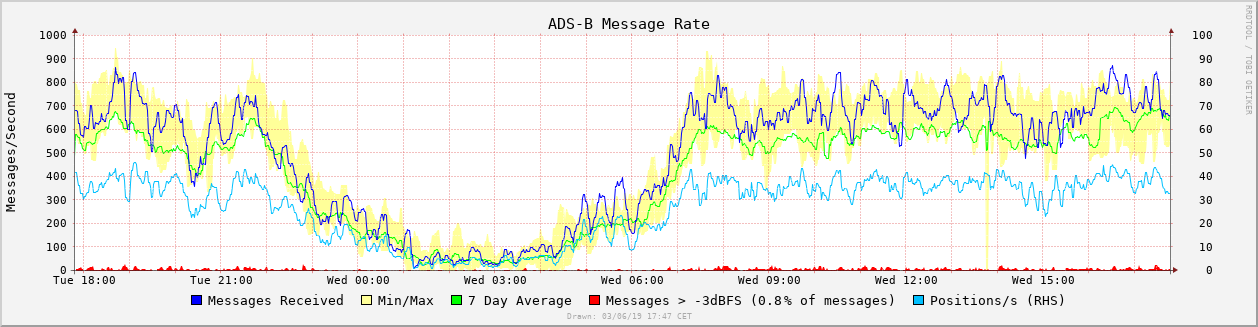 ADS-B Message Rate
RRDTOOL / TOBI OETIKER
Messages/Second
1000 100
900 90
800 80
700 70
600 60
500 50
400 40
300 30
200 20
100 10
0 0
Tue 18:00 Tue 21:00 Wed 00:00 Wed 03:00 Wed 06:00 Wed 09:00 Wed 12:00 Wed 15:00
Messages Received Min/Max 7 Day Average Messages > -3dBFS (0.8% of messages) Positions/s (RHS)
Drawn: 03/06/19 17:47 CET